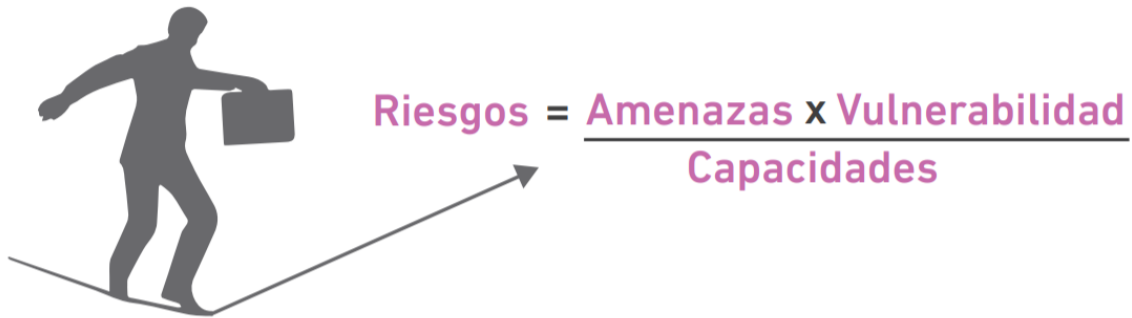 Riesgos = Amenazas x Vulnerabilidad
Capacidades